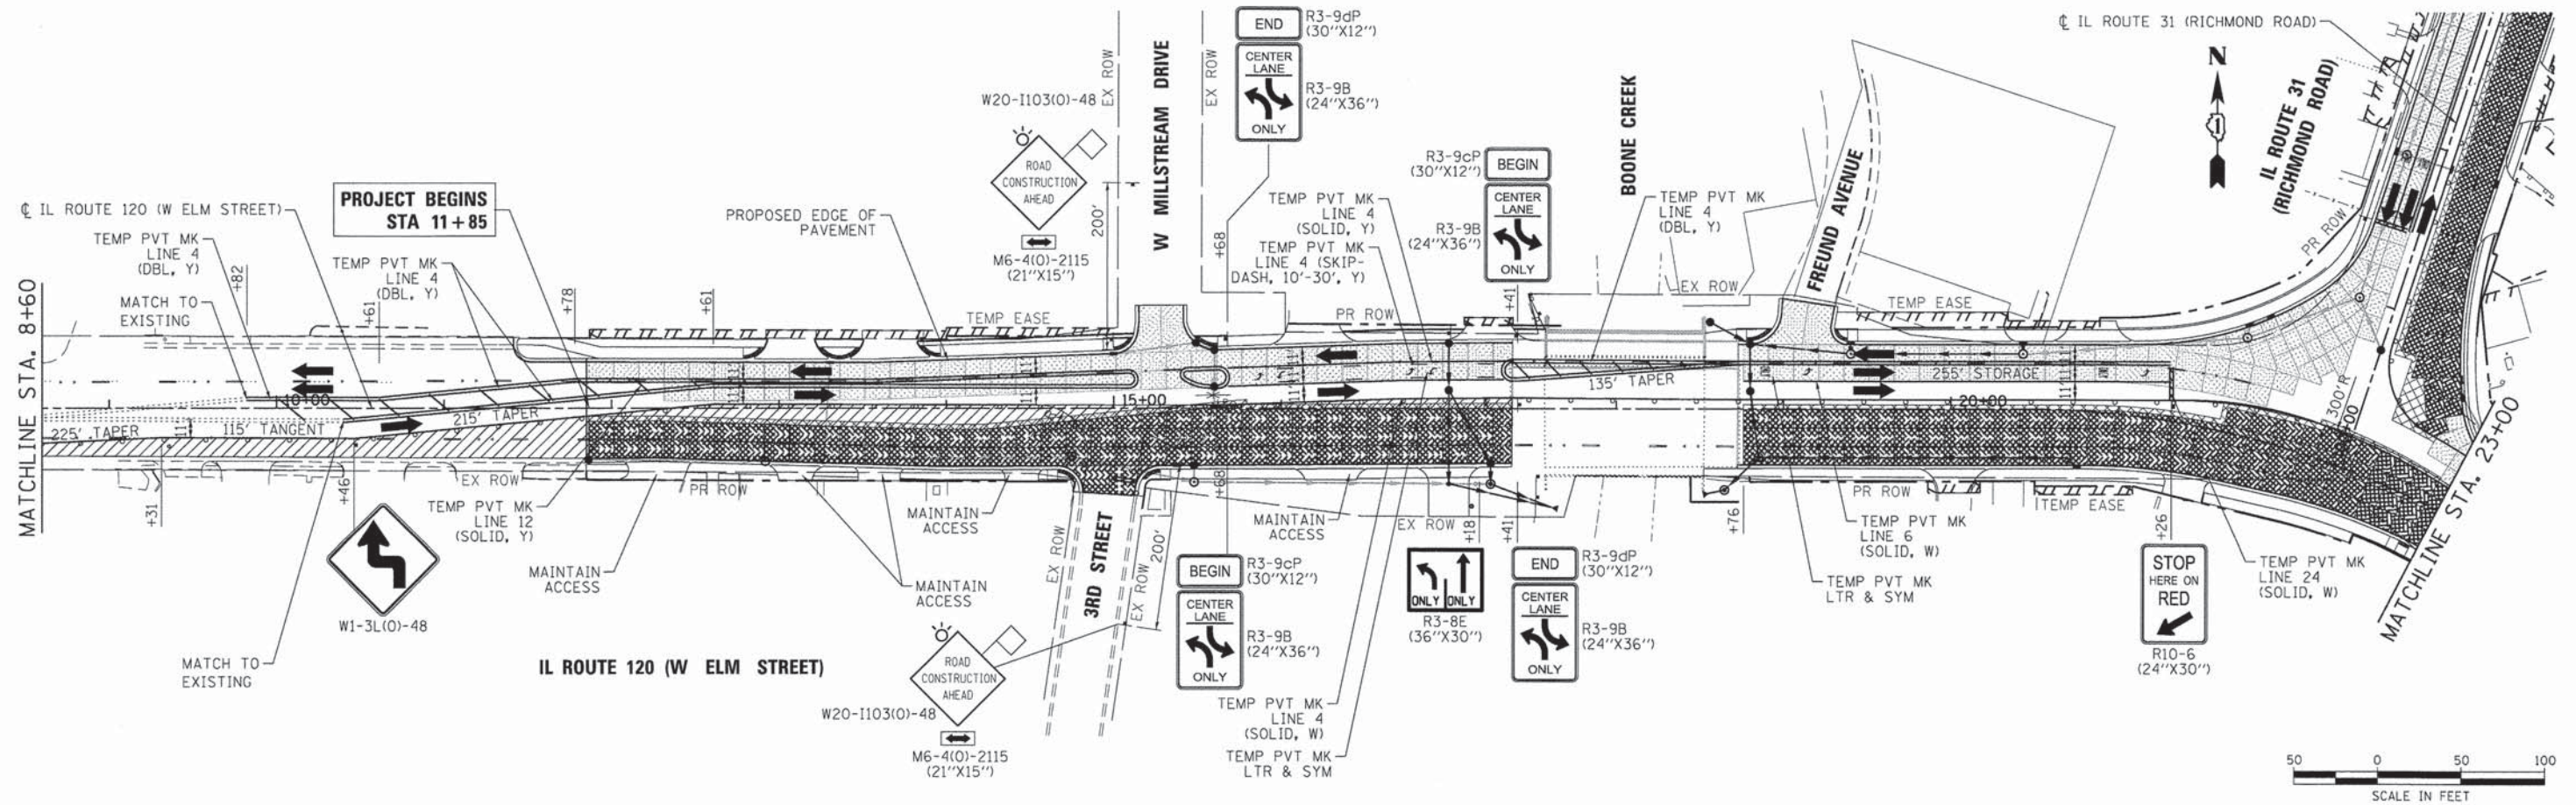 END
R3-9dP
(30''X12'')
CENTER
LANE
ONLY
R3-9B
(24''X36'')
℄ IL ROUTE 31 (RICHMOND ROAD)
N
IL ROUTE 31
(RICHMOND ROAD)
PR ROW
W20-I103(O)-48
EX ROW
W MILLSTREAM DRIVE
EX ROW
ROAD
CONSTRUCTION
AHEAD
M6-4(O)-2115
(21''X15'')
200'
+68
R3-9cP
(30''X12'')
BEGIN
R3-9B
(24''X36'')
CENTER
LANE
ONLY
BOONE CREEK
FREUND AVENUE
℄ IL ROUTE 120 (W ELM STREET)
PROJECT BEGINS
STA 11+85
TEMP PVT MK
LINE 4
(DBL, Y)
TEMP PVT MK
LINE 4
(DBL, Y)
MATCH TO
EXISTING
+82
+61
+78
+61
PROPOSED EDGE OF
PAVEMENT
TEMP EASE
TEMP PVT MK
LINE 4
(SOLID, Y)
TEMP PVT MK
LINE 4 (SKIP-
DASH, 10'-30', Y)
+41
PR ROW
TEMP PVT MK
LINE 4
(DBL, Y)
EX ROW
TEMP EASE
MATCHLINE STA. 8+60
225' TAPER
11'
115' TANGENT
10+00
215' TAPER
11' 11'
11' 11'
15+00
11' 11'
135' TAPER
255' STORAGE
11' 11' 11'
20+00
300'R
MATCHLINE STA. 23+00
+31
+46
W1-3L(O)-48
MATCH TO
EXISTING
EX ROW
TEMP PVT MK
LINE 12
(SOLID, Y)
PR ROW
MAINTAIN
ACCESS
MAINTAIN
ACCESS
MAINTAIN
ACCESS
IL ROUTE 120 (W ELM STREET)
EX ROW
3RD STREET
EX ROW
200'
ROAD
CONSTRUCTION
AHEAD
W20-I103(O)-48
M6-4(O)-2115
(21''X15'')
+68
BEGIN
R3-9cP
(30''X12'')
CENTER
LANE
ONLY
R3-9B
(24''X36'')
MAINTAIN
ACCESS
EX ROW
+18
+41
ONLY ONLY
R3-8E
(36''X30'')
END
R3-9dP
(30''X12'')
CENTER
LANE
ONLY
R3-9B
(24''X36'')
TEMP PVT MK
LINE 4
(SOLID, W)
TEMP PVT MK
LTR & SYM
+76
PR ROW
TEMP EASE
TEMP PVT MK
LINE 6
(SOLID, W)
TEMP PVT MK
LTR & SYM
+26
STOP
HERE ON
RED
R10-6
(24''X30'')
TEMP PVT MK
LINE 24
(SOLID, W)
50 0 50 100
SCALE IN FEET